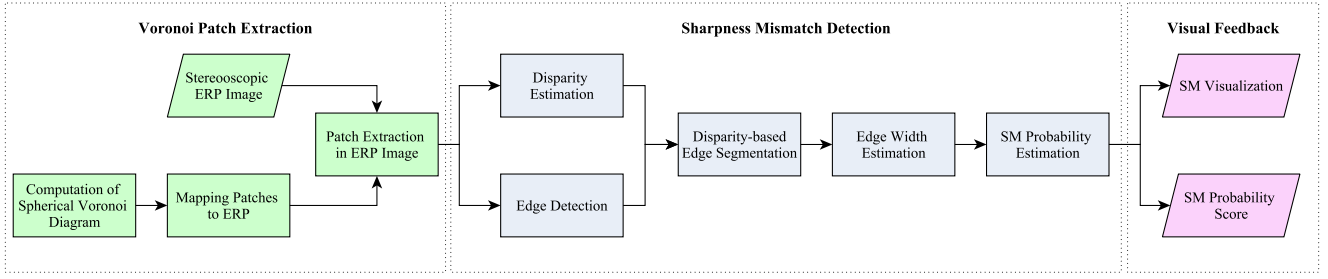 Voronoi Patch Extraction
Sharpness Mismatch Detection
Visual Feedback
Stereooscopic
ERP Image
Patch Extraction
in ERP Image
Computation of
Spherical Voronoi
Diagram
Mapping Patches
to ERP
Disparity
Estimation
Edge Detection
Disparity-based
Edge Segmentation
Edge Width
Estimation
SM Probability
Estimation
SM Visualization
SM Probability
Score